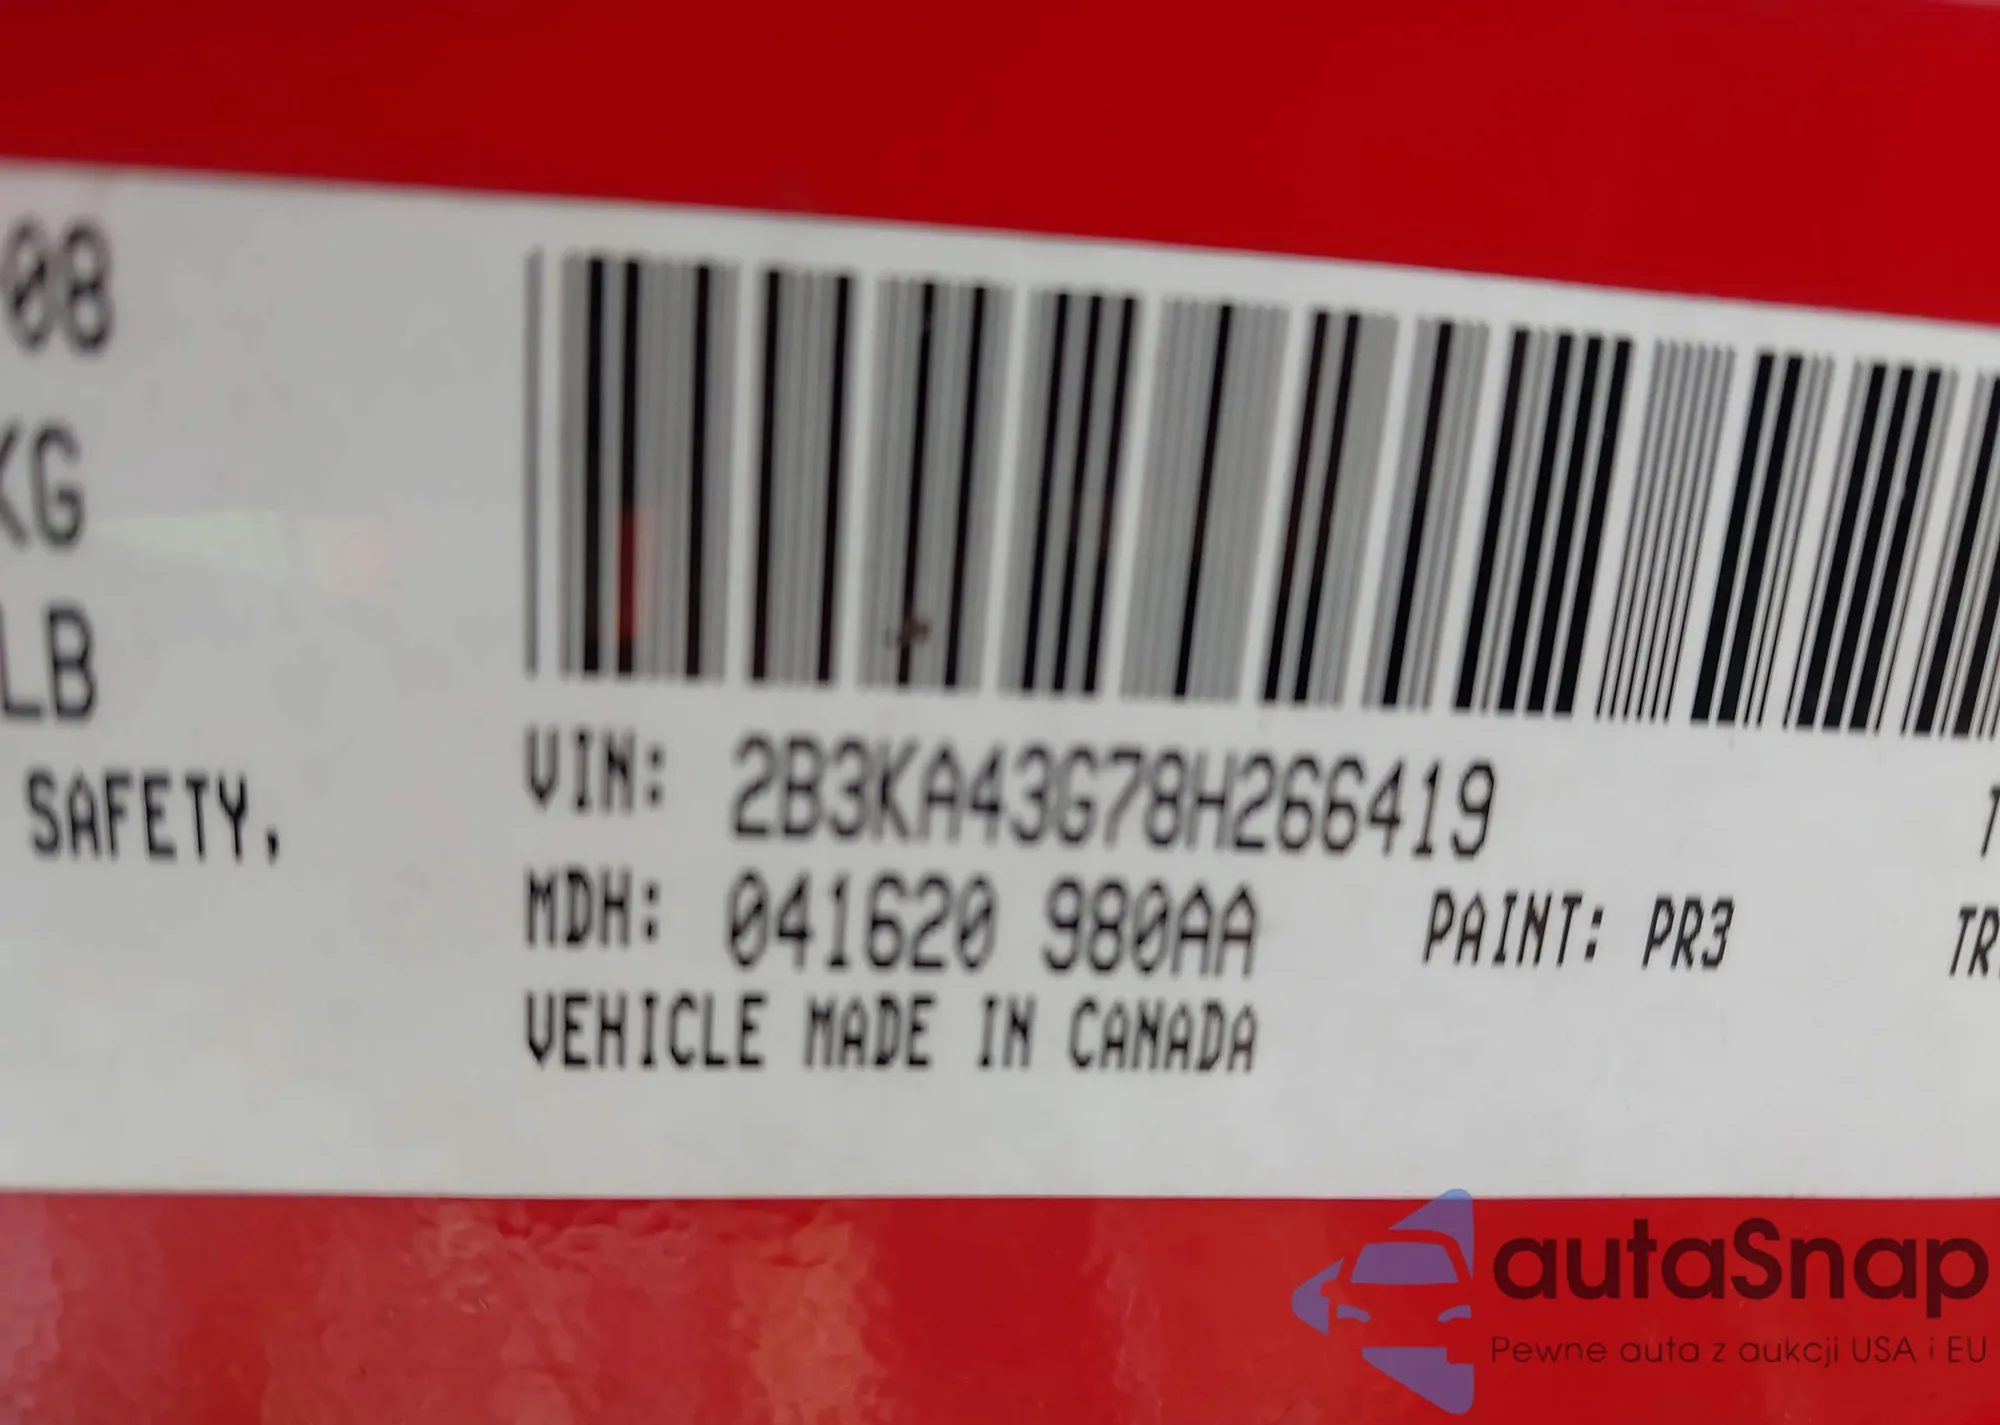 -08
KG
LB
SAFETY,
VIN: 2B3KA43G78H266419
MDH: 041620 980AA
PAINT: PR3
VEHICLE MADE IN CANADA
autaSnap
Pewne auta z aukcji USA i EU